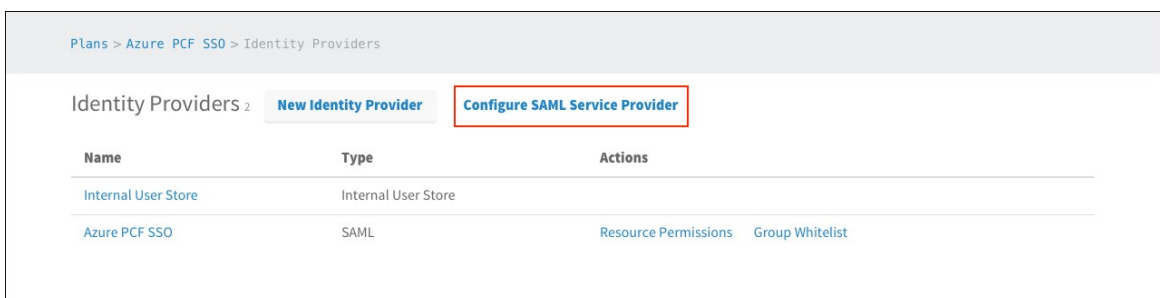 Plans > Azure PCF SSO > Identity Providers
Identity Providers 2 New Identity Provider Configure SAML Service Provider
Name Type Actions
Internal User Store Internal User Store
Azure PCF SSO SAML Resource Permissions Group Whitelist